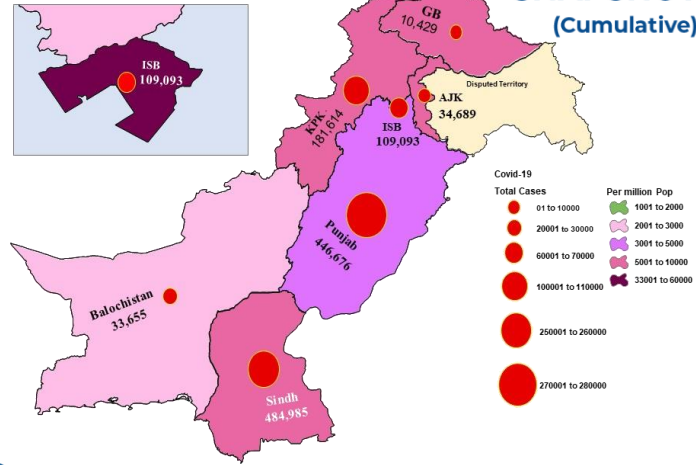 (Cumulative)
GB
10,429
ISB
109,093
Disputed Territory
AJK
34,689
KPK
181,614
ISB
109,093
Punjab
446,676
Balochistan
33,655
Sindh
484,985
Covid-19
Total Cases
01 to 10000
20001 to 30000
60001 to 70000
100001 to 110000
250001 to 260000
270001 to 280000
Per million Pop
1001 to 2000
2001 to 3000
3001 to 5000
5001 to 10000
33001 to 60000